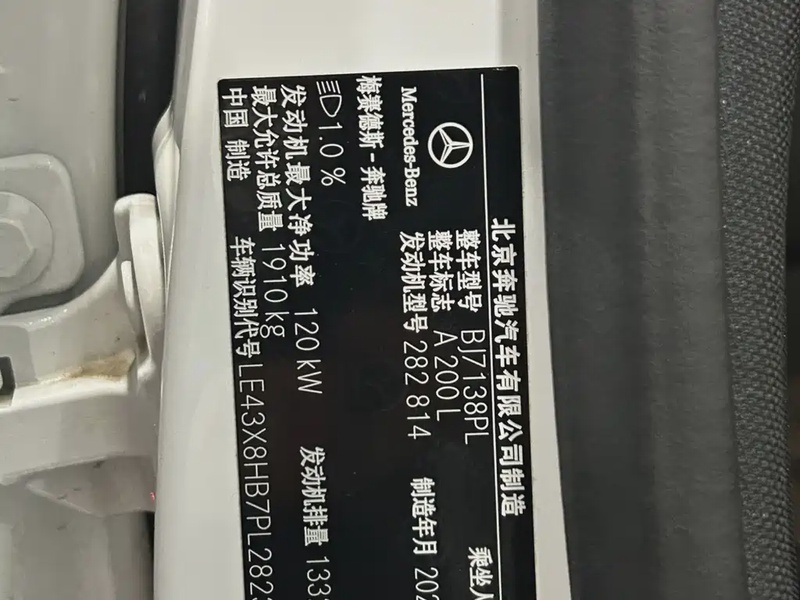 北京奔驰汽车有限公司制造
Mercedes-Benz
梅赛德斯-奔驰牌
整车型号 BJ7138PL
乘坐人
整车标志 A 200 L
发动机型号 282 814
制造年月 202
1.0 %
发动机最大净功率 120 kW
发动机排量 133
最大允许总质量 1910 kg
中国 制造
车辆识别代号 LE43X8HB7PL282